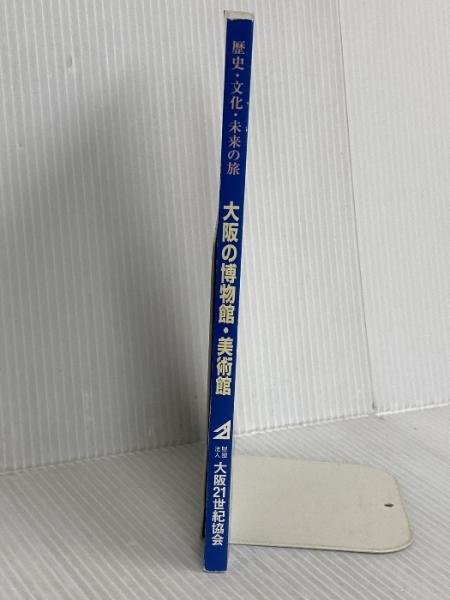 歴史・文化・未来の旅
大阪の博物館・美術館
財団法人 大阪21世紀協会